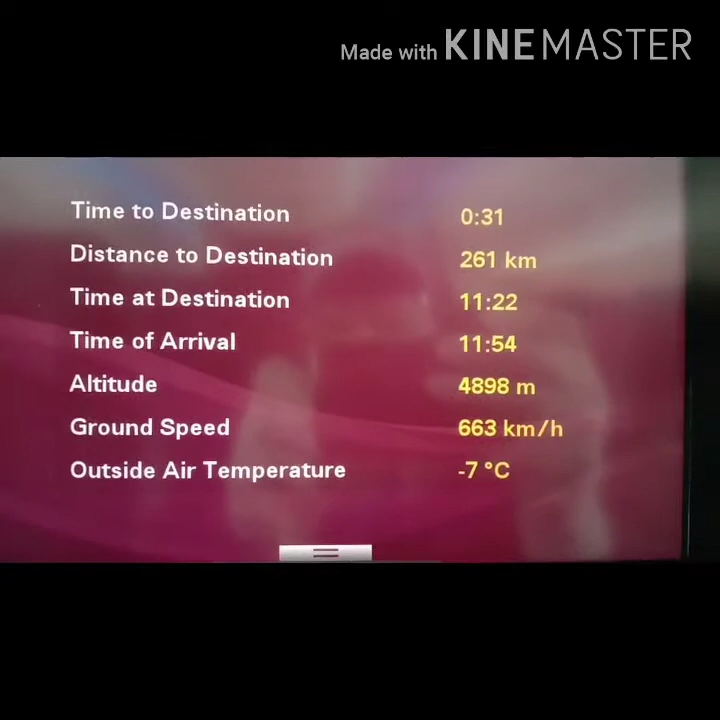 Made with KINEMASTER
Time to Destination 0:31
Distance to Destination 261 km
Time at Destination 11:22
Time of Arrival 11:54
Altitude 4898 m
Ground Speed 663 km/h
Outside Air Temperature -7 °C